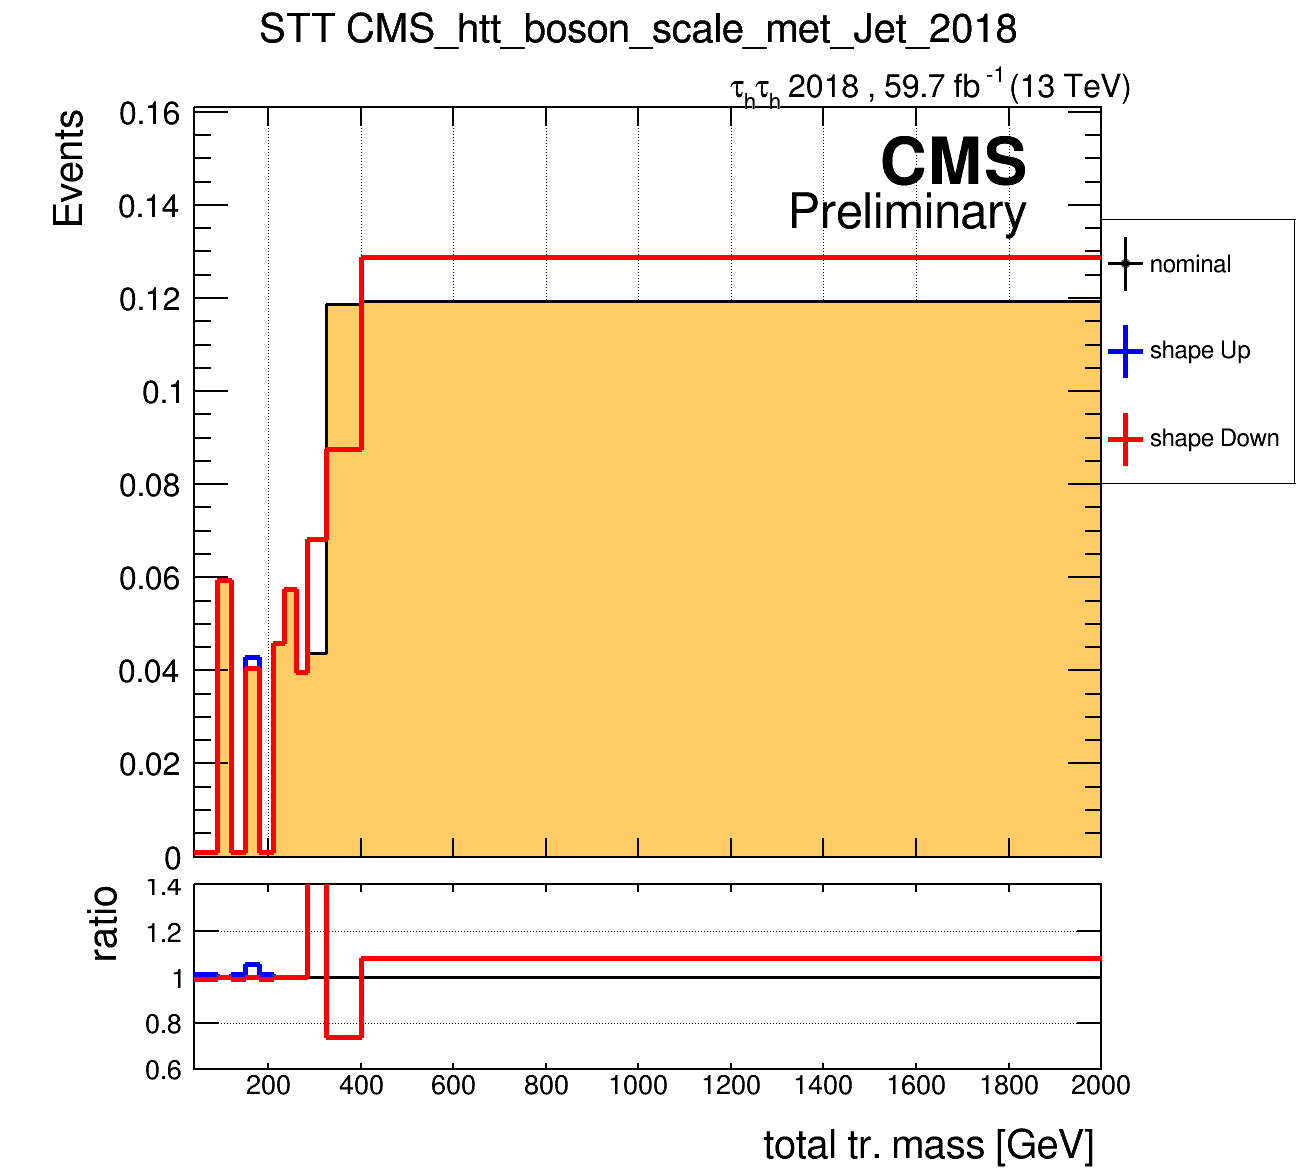 STT CMS_htt_boson_scale_met_Jet_2018
τhτh 2018 , 59.7 fb-1 (13 TeV)
Events
0.16
0.14
0.12
0.1
0.08
0.06
0.04
0.02
0
CMS
Preliminary
nominal
shape Up
shape Down
ratio
1.4
1.2
1
0.8
0.6
200 400 600 800 1000 1200 1400 1600 1800 2000
total tr. mass [GeV]